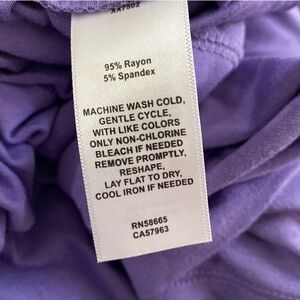 95% Rayon
5% Spandex
MACHINE WASH COLD,
GENTLE CYCLE,
WITH LIKE COLORS
ONLY NON-CHLORINE
BLEACH IF NEEDED
REMOVE PROMPTLY,
RESHAPE,
LAY FLAT TO DRY,
COOL IRON IF NEEDED
RN58665
CA57963